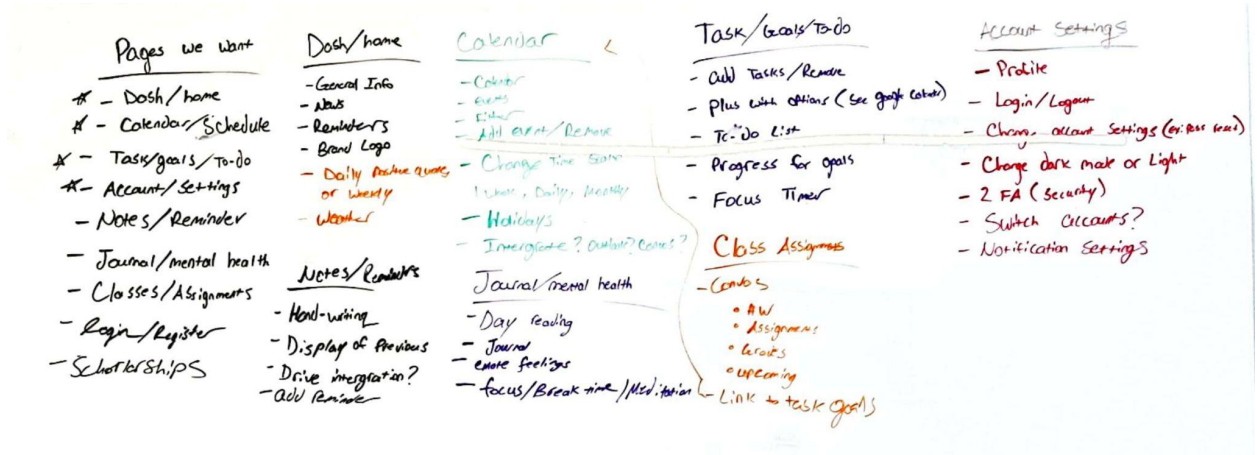 Pages we want
* - Dash/home
* - Calendar/Schedule
* - Tasks/goals/To-do
* - Account/Settings
- Notes/Reminder
- Journal/mental health
- Classes/Assignments
- Login/Register
- Scholarships
Dash/home
- General Info
- News
- Reminders
- Brand Logo
- Daily Positive quotes,
or weekly
- Weather
Notes/Reminders
- Hand-writing
- Display of Previous
- Drive intergration?
- add Reminder
Calendar
- Calendar
- Events
- Filter
- Add event/Remove
- Change Time
Daily, Monthly
- Holidays
- Intergrate? Outlook? Canvas?
Journal/mental health
- Day reading
- Journal
- emote feelings
- focus/Break time/Meditation
Task/Goals/To-do
- add Tasks/Remove
- Plus with options (see google calendar)
- To-Do List
- Progress for goals
- Focus Timer
Class Assignments
- Canvas
• HW
• Assignments
• Grades
• upcoming
- Link to task goals
Account Settings
- Profile
- Login/Logout
- Change account settings
- Change dark mode or Light
- 2 FA (Security)
- Switch accounts?
- Notification Settings